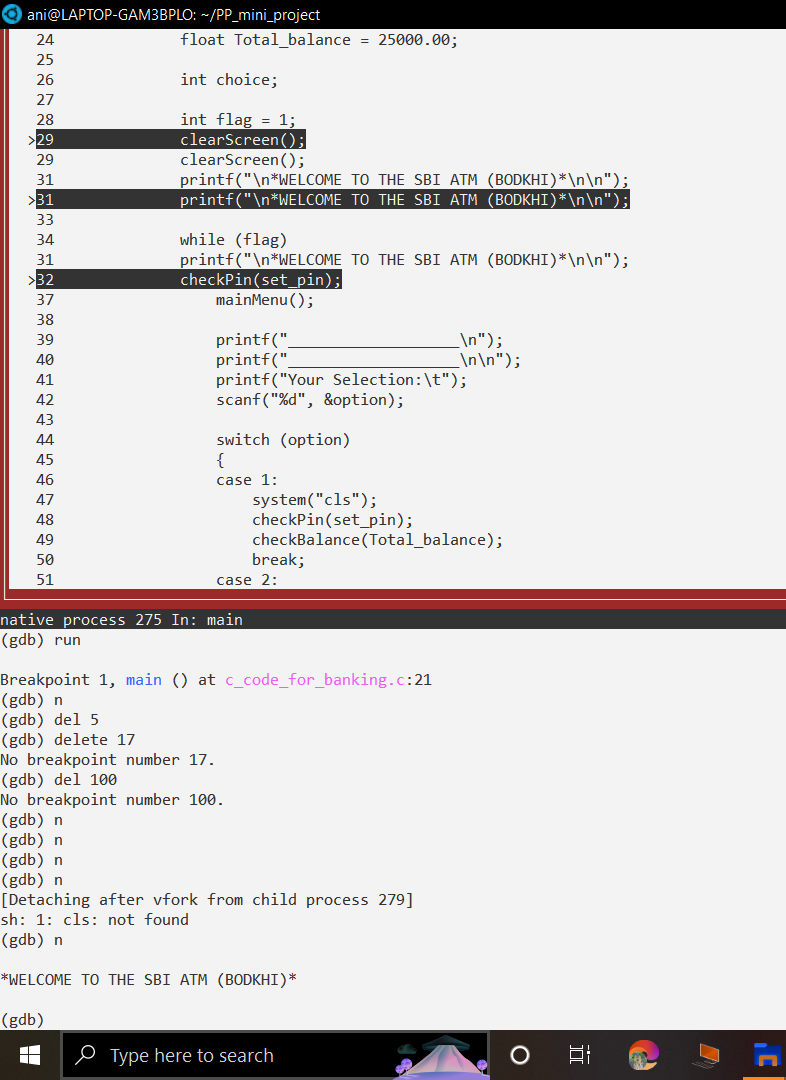 ani@LAPTOP-GAM3BPLO: ~/PP_mini_project
24 float Total_balance = 25000.00;
25
26 int choice;
27
28 int flag = 1;
>29 clearScreen();
29 clearScreen();
31 printf("\n*WELCOME TO THE SBI ATM (BODKHI)*\n\n");
>31 printf("\n*WELCOME TO THE SBI ATM (BODKHI)*\n\n");
33
34 while (flag)
31 printf("\n*WELCOME TO THE SBI ATM (BODKHI)*\n\n");
>32 checkPin(set_pin);
37 mainMenu();
38
39 printf("___________________\n");
40 printf("___________________\n\n");
41 printf("Your Selection:\t");
42 scanf("%d", &option);
43
44 switch (option)
45 {
46 case 1:
47 system("cls");
48 checkPin(set_pin);
49 checkBalance(Total_balance);
50 break;
51 case 2:
native process 275 In: main
(gdb) run
Breakpoint 1, main () at c_code_for_banking.c:21
(gdb) n
(gdb) del 5
(gdb) delete 17
No breakpoint number 17.
(gdb) del 100
No breakpoint number 100.
(gdb) n
(gdb) n
(gdb) n
(gdb) n
[Detaching after vfork from child process 279]
sh: 1: cls: not found
(gdb) n
*WELCOME TO THE SBI ATM (BODKHI)*
(gdb)
Type here to search